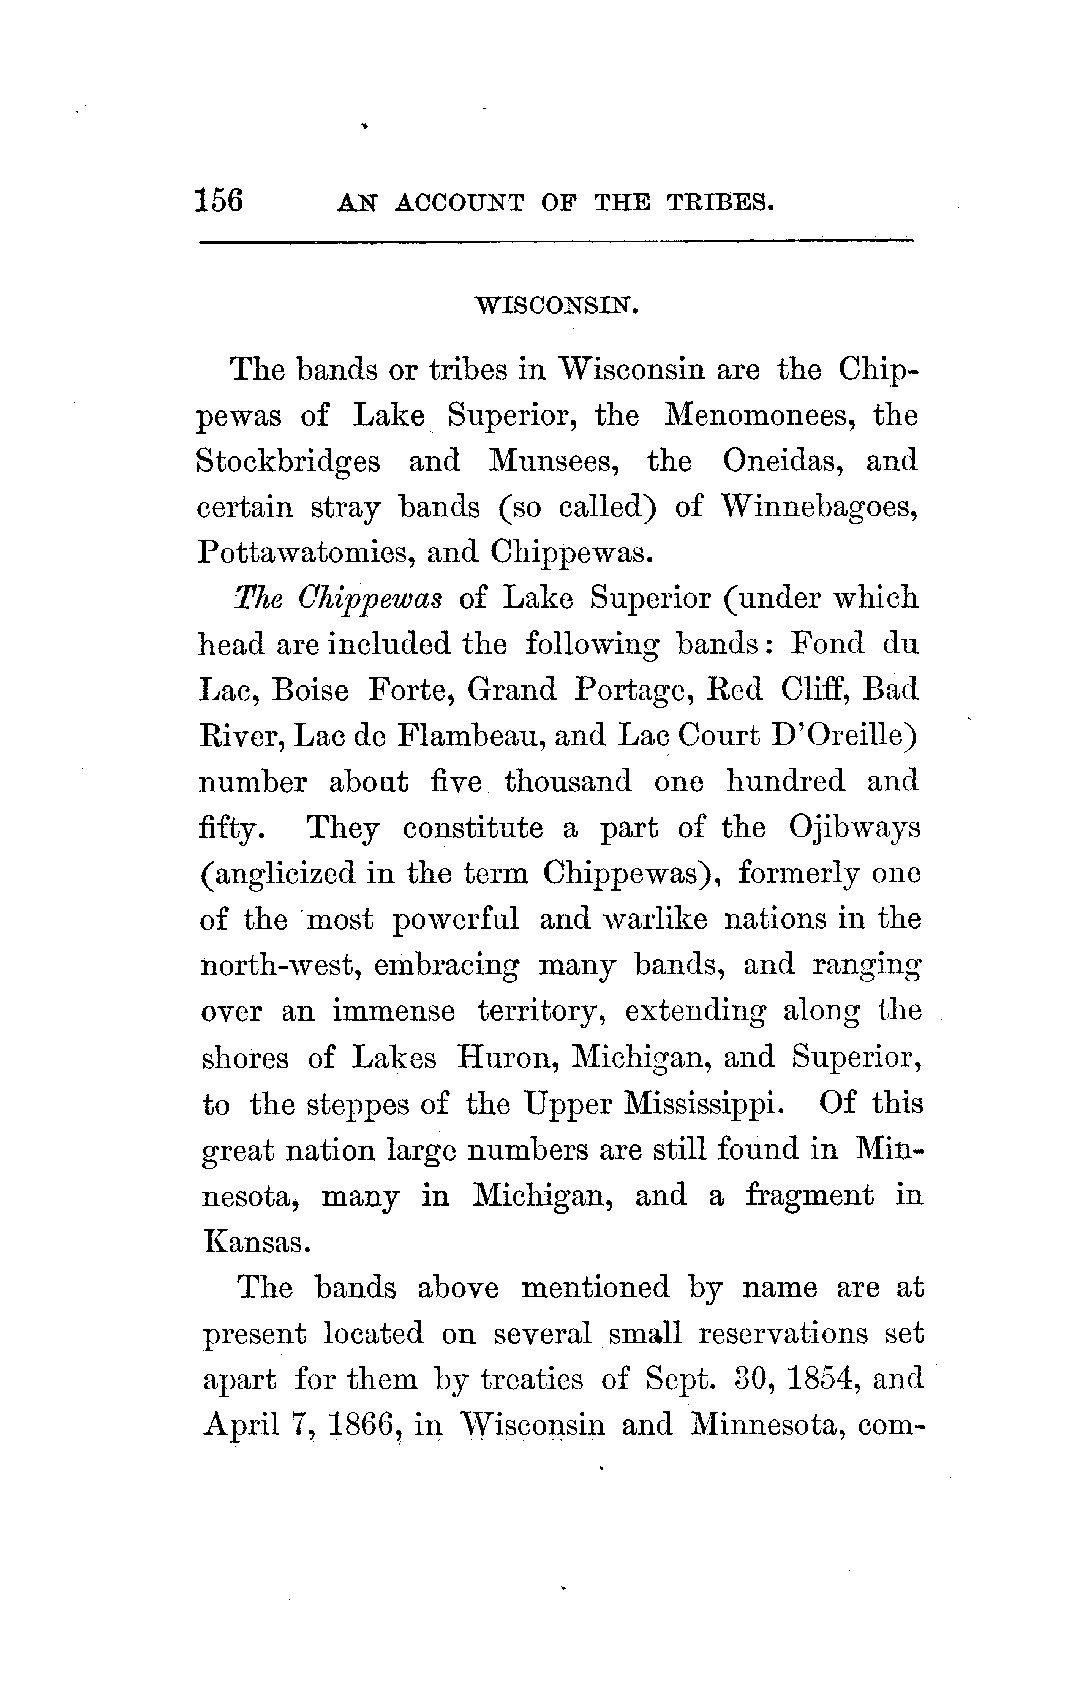 156 AN ACCOUNT OF THE TRIBES.
WISCONSIN.
The bands or tribes in Wisconsin are the Chip-
pewas of Lake Superior, the Menomonees, the
Stockbridges and Munsees, the Oneidas, and
certain stray bands (so called) of Winnebagoes,
Pottawatomies, and Chippewas.
The Chippewas of Lake Superior (under which
head are included the following bands: Fond du
Lac, Boise Forte, Grand Portage, Red Cliff, Bad
River, Lac de Flambeau, and Lac Court D'Oreille)
number about five thousand one hundred and
fifty. They constitute a part of the Ojibways
(anglicized in the term Chippewas), formerly one
of the most powerful and warlike nations in the
north-west, embracing many bands, and ranging
over an immense territory, extending along the
shores of Lakes Huron, Michigan, and Superior,
to the steppes of the Upper Mississippi. Of this
great nation large numbers are still found in Min-
nesota, many in Michigan, and a fragment in
Kansas.
The bands above mentioned by name are at
present located on several small reservations set
apart for them by treaties of Sept. 30, 1854, and
April 7, 1866, in Wisconsin and Minnesota, com-